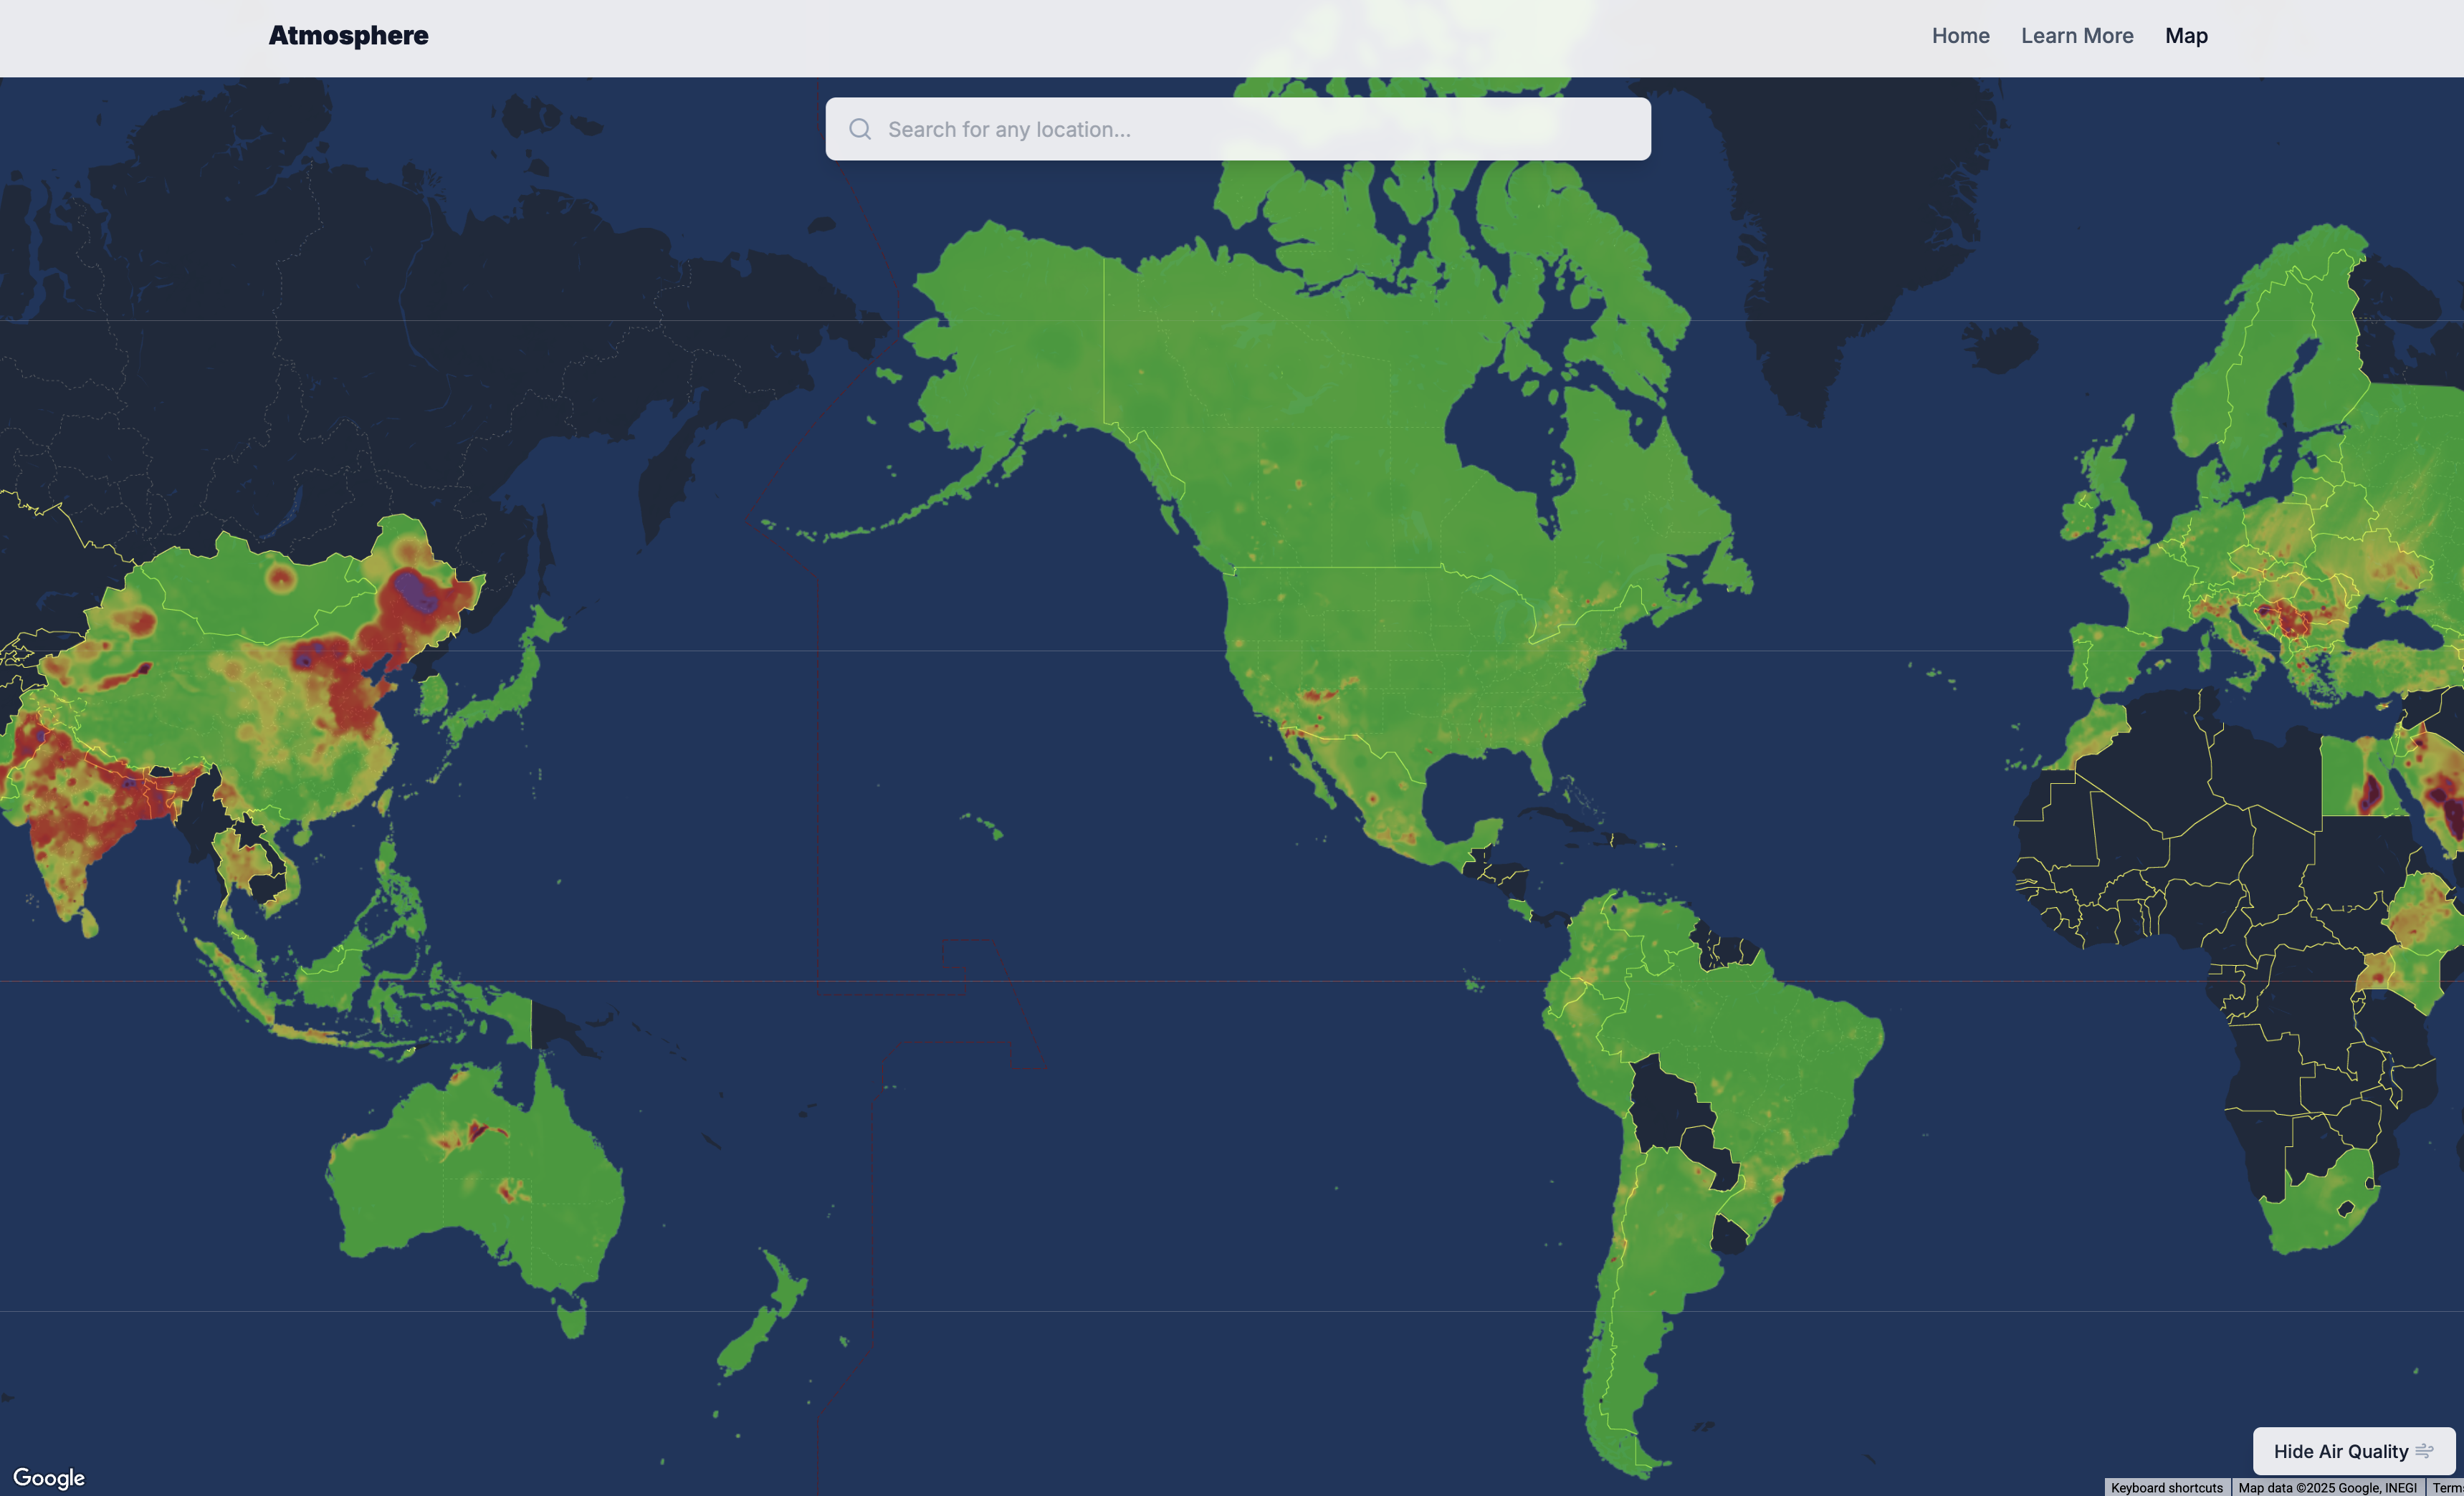 Atmosphere
Home
Learn More
Map
Search for any location...
Hide Air Quality
Google
Keyboard shortcuts
Map data ©2025 Google, INEGI
Term